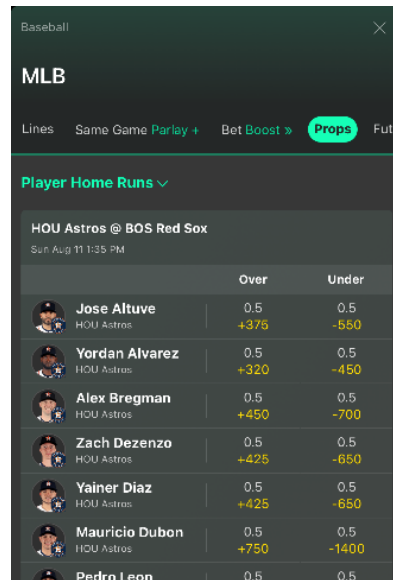 Baseball
MLB
Lines Same Game Parlay + Bet Boost » Props Fut
Player Home Runs
HOU Astros @ BOS Red Sox
Sun Aug 11 1:35 PM
Over Under
Jose Altuve 0.5 0.5
HOU Astros +375 -550
Yordan Alvarez 0.5 0.5
HOU Astros +320 -450
Alex Bregman 0.5 0.5
HOU Astros +450 -700
Zach Dezenzo 0.5 0.5
HOU Astros +425 -650
Yainer Diaz 0.5 0.5
HOU Astros +425 -650
Mauricio Dubon 0.5 0.5
HOU Astros +750 -1400
Pedro Leon 0.5 0.5